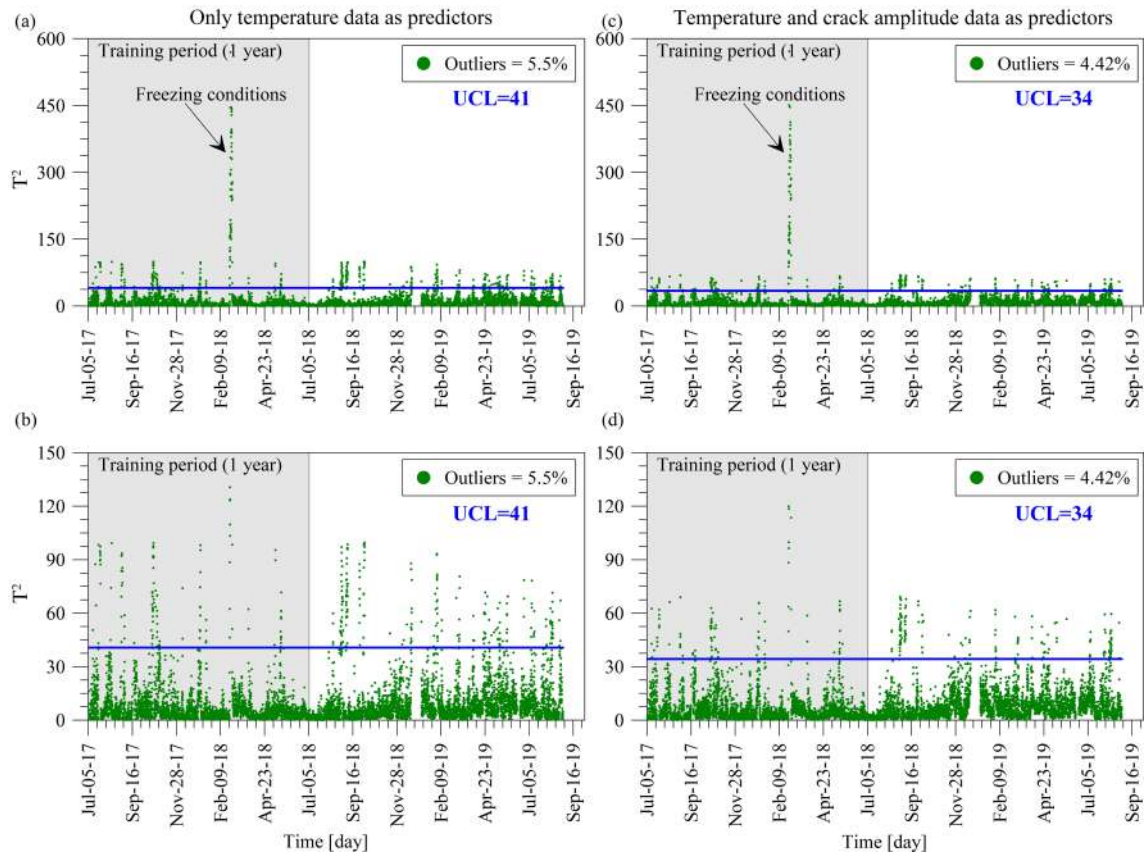 (a)
Only temperature data as predictors
Training period (1 year)
Freezing conditions
Outliers = 5.5%
UCL=41
T²
600
450
300
150
0
Jul-05-17
Sep-16-17
Nov-28-17
Feb-09-18
Apr-23-18
Jul-05-18
Sep-16-18
Nov-28-18
Feb-09-19
Apr-23-19
Jul-05-19
Sep-16-19
(c)
Temperature and crack amplitude data as predictors
Training period (1 year)
Freezing conditions
Outliers = 4.42%
UCL=34
600
450
300
150
0
Jul-05-17
Sep-16-17
Nov-28-17
Feb-09-18
Apr-23-18
Jul-05-18
Sep-16-18
Nov-28-18
Feb-09-19
Apr-23-19
Jul-05-19
Sep-16-19
(b)
Training period (1 year)
Outliers = 5.5%
UCL=41
T²
150
120
90
60
30
0
Jul-05-17
Sep-16-17
Nov-28-17
Feb-09-18
Apr-23-18
Jul-05-18
Sep-16-18
Nov-28-18
Feb-09-19
Apr-23-19
Jul-05-19
Sep-16-19
Time [day]
(d)
Training period (1 year)
Outliers = 4.42%
UCL=34
150
120
90
60
30
0
Jul-05-17
Sep-16-17
Nov-28-17
Feb-09-18
Apr-23-18
Jul-05-18
Sep-16-18
Nov-28-18
Feb-09-19
Apr-23-19
Jul-05-19
Sep-16-19
Time [day]